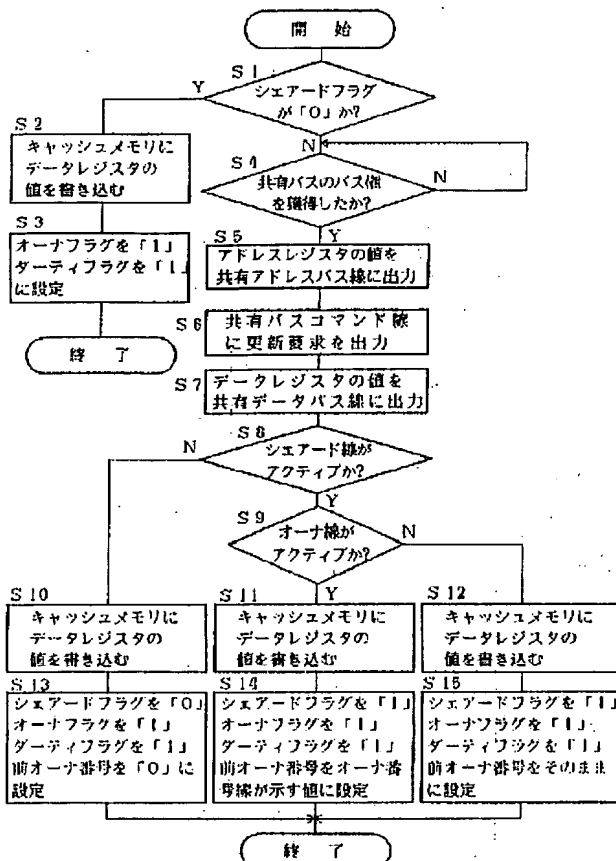 開始
S1
シェアードフラグ
が「0」か?
Y
N
S2
キャッシュメモリに
データレジスタの
値を書き込む
S3
オーナフラグを「1」
ダーティフラグを「1」
に設定
終了
S4
共有バスのバス権
を獲得したか?
N
Y
S5
アドレスレジスタの値を
共有アドレスバス線に出力
S6
共有バスコマンド線
に更新要求を出力
S7
データレジスタの値を
共有データバス線に出力
S8
シェアード線が
アクティブか?
N
Y
S9
オーナ線が
アクティブか?
N
Y
S10
キャッシュメモリに
データレジスタの
値を書き込む
S11
キャッシュメモリに
データレジスタの
値を書き込む
S12
キャッシュメモリに
データレジスタの
値を書き込む
S13
シェアードフラグを「0」
オーナフラグを「1」
ダーティフラグを「1」
前オーナ番号を「0」に
設定
S14
シェアードフラグを「1」
オーナフラグを「1」
ダーティフラグを「1」
前オーナ番号をオーナ番
号線が示す値に設定
S15
シェアードフラグを「1」
オーナフラグを「1」
ダーティフラグを「1」
前オーナ番号をそのまま
に設定
終了